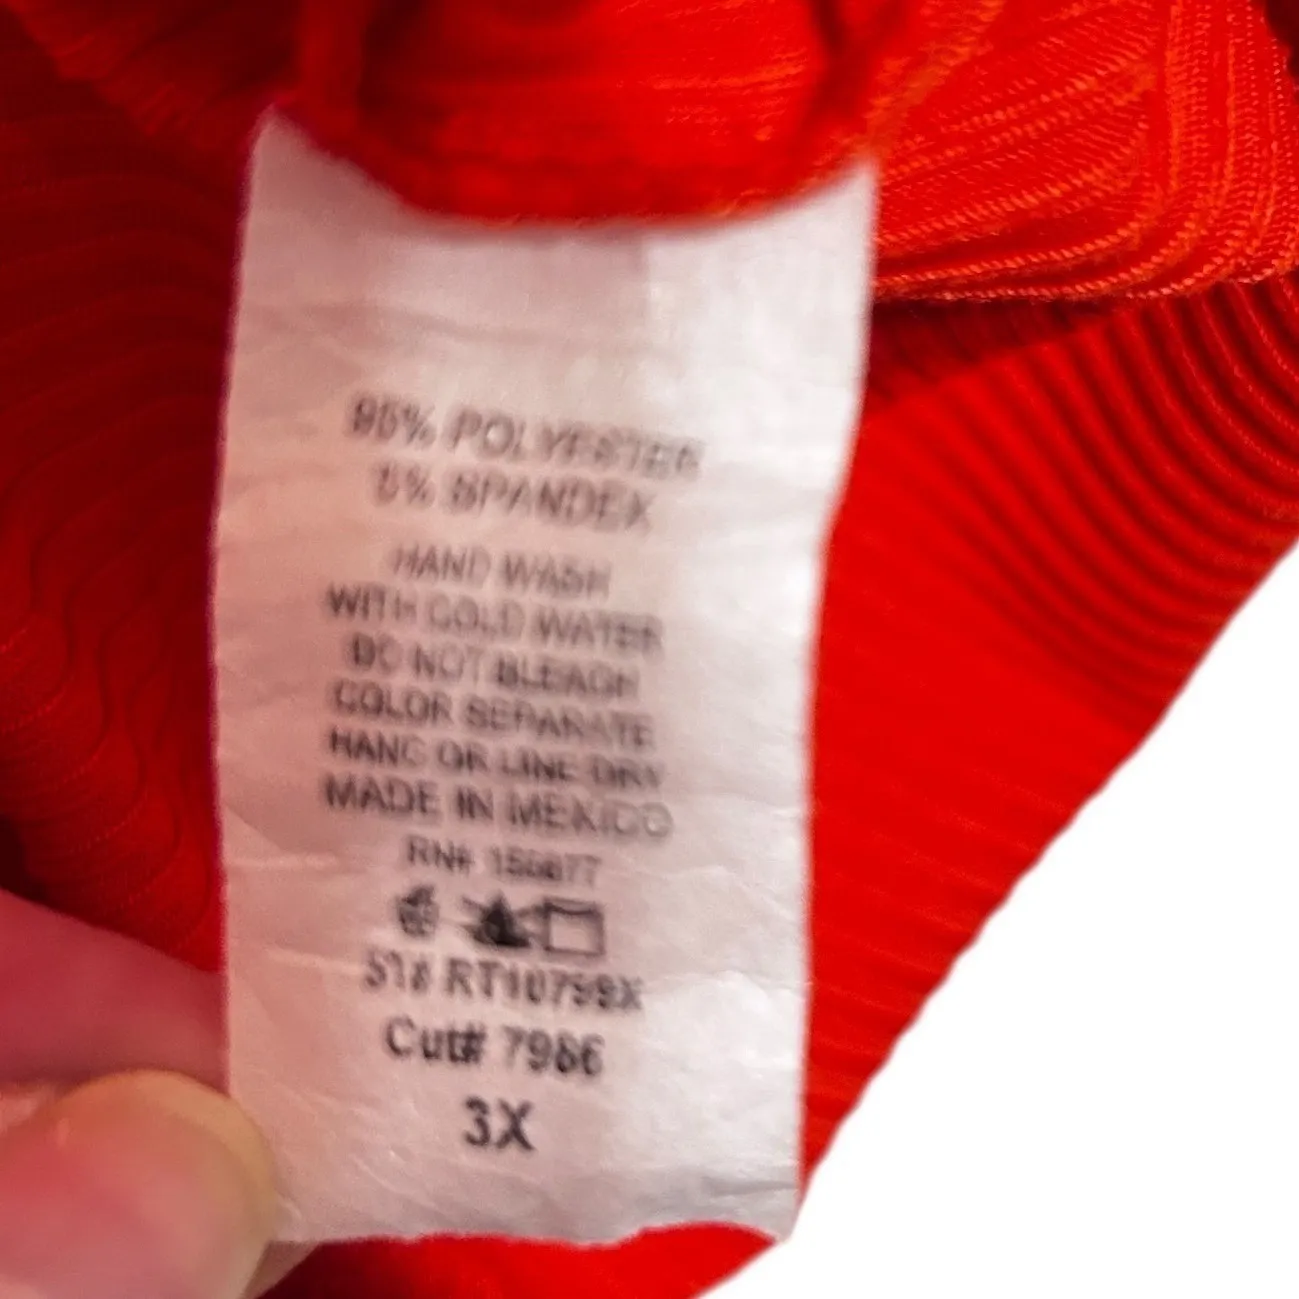 95% POLYESTER
5% SPANDEX
HAND WASH
WITH COLD WATER
DO NOT BLEACH
COLOR SEPARATE
HANG OR LINE DRY
MADE IN MEXICO
RN#
Cut# 7986
3X